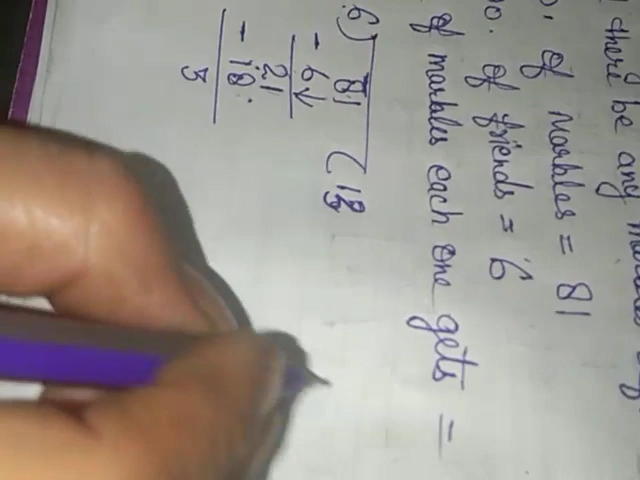 there be any
of Marbles = 81
No. of friends = 6
of marbles each one gets =
6) 81 ( 13
- 6↓
21
- 18
3